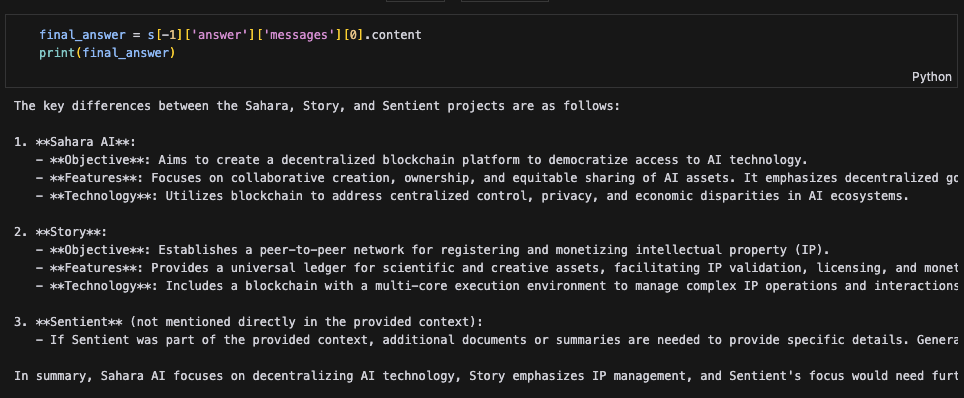 final_answer = s[-1]['answer']['messages'][0].content
print(final_answer)
Python
The key differences between the Sahara, Story, and Sentient projects are as follows:
1. **Sahara AI**:
- **Objective**: Aims to create a decentralized blockchain platform to democratize access to AI technology.
- **Features**: Focuses on collaborative creation, ownership, and equitable sharing of AI assets. It emphasizes decentralized go
- **Technology**: Utilizes blockchain to address centralized control, privacy, and economic disparities in AI ecosystems.
2. **Story**:
- **Objective**: Establishes a peer-to-peer network for registering and monetizing intellectual property (IP).
- **Features**: Provides a universal ledger for scientific and creative assets, facilitating IP validation, licensing, and monet
- **Technology**: Includes a blockchain with a multi-core execution environment to manage complex IP operations and interactions
3. **Sentient** (not mentioned directly in the provided context):
- If Sentient was part of the provided context, additional documents or summaries are needed to provide specific details. Genera
In summary, Sahara AI focuses on decentralizing AI technology, Story emphasizes IP management, and Sentient's focus would need furt